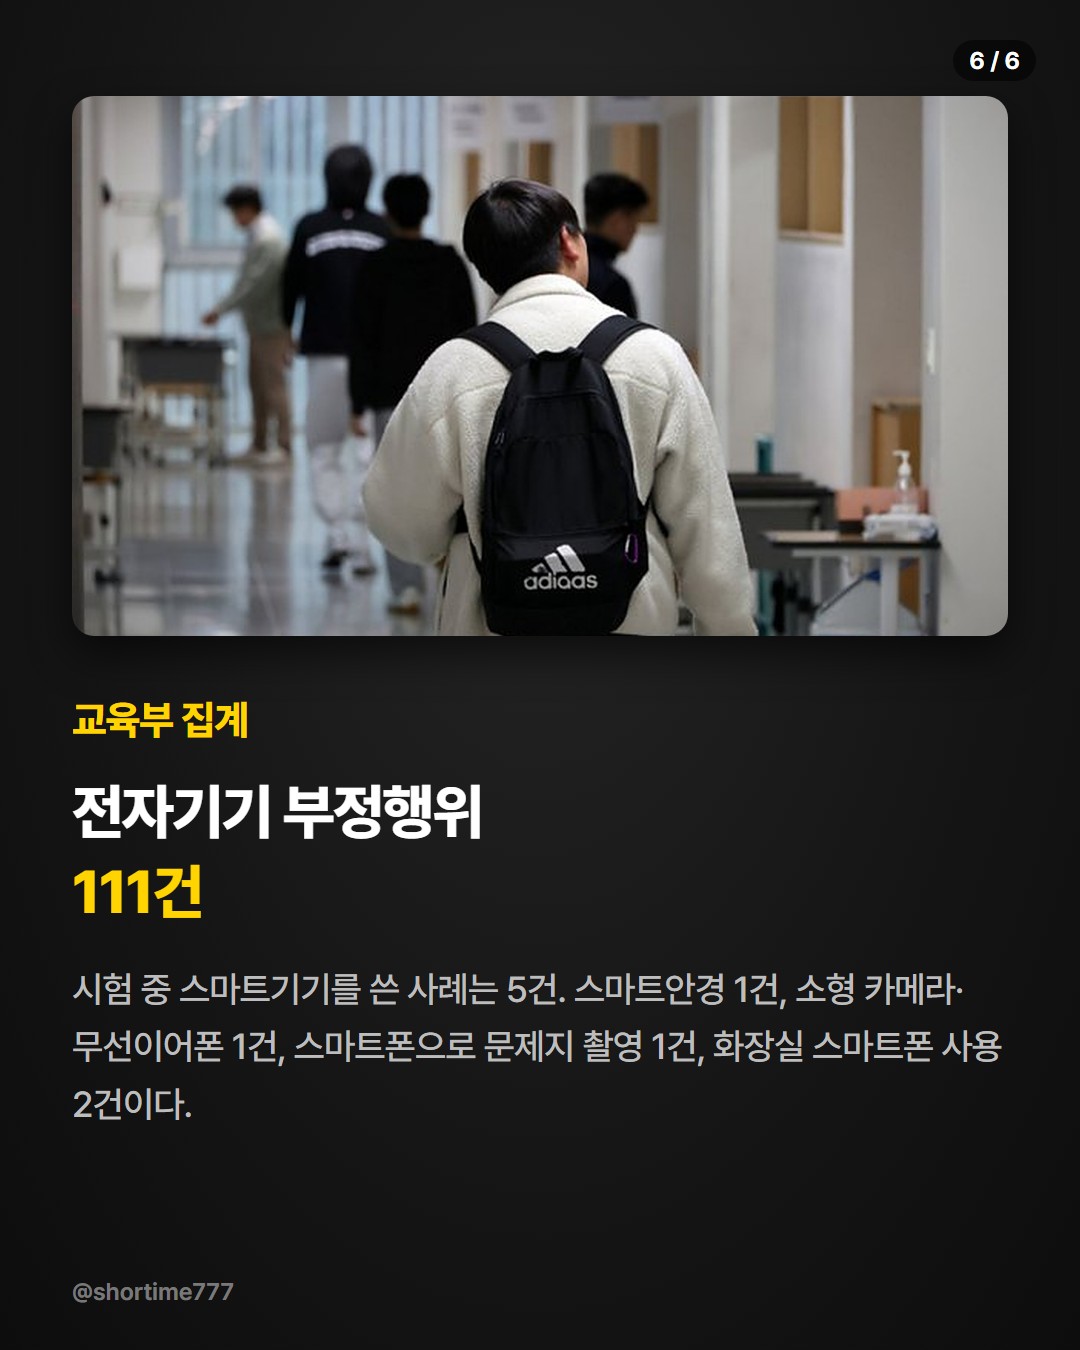 6 / 6
adidas
교육부 집계
전자기기 부정행위
111건
시험 중 스마트기기를 쓴 사례는 5건. 스마트안경 1건, 소형 카메라·
무선이어폰 1건, 스마트폰으로 문제지 촬영 1건, 화장실 스마트폰 사용
2건이다.
@shortime777